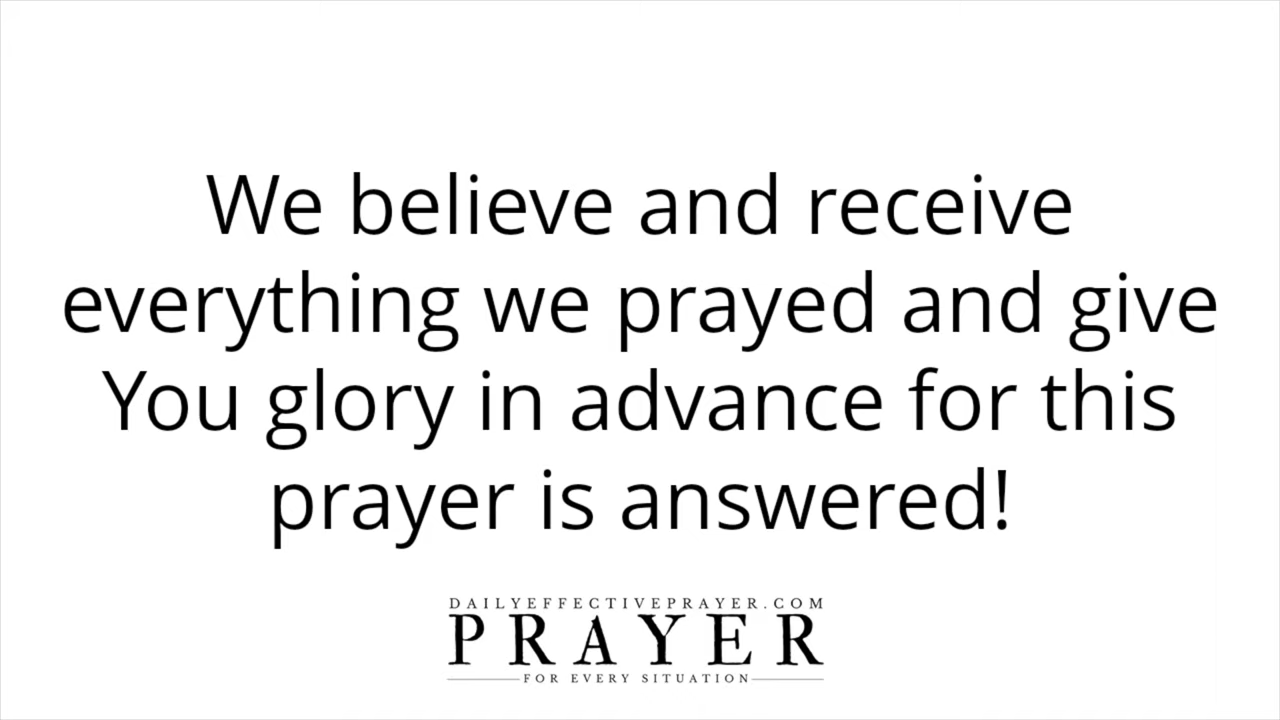 We believe and receive
everything we prayed and give
You glory in advance for this
prayer is answered!
DAILYEFFECTIVEPRAYER.COM
PRAYER
FOR EVERY SITUATION